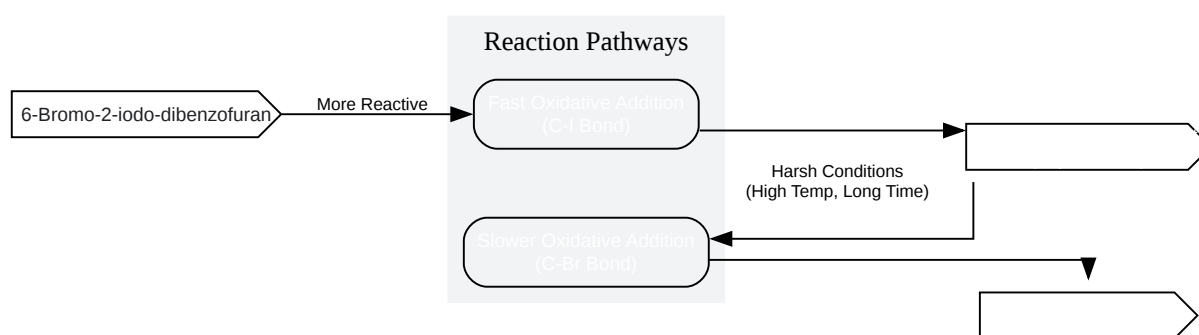 Reaction Pathways
6-Bromo-2-iodo-dibenzofuran
More Reactive
Fast Oxidative Addition
(C-I Bond)
Harsh Conditions
(High Temp, Long Time)
Slower Oxidative Addition
(C-Br Bond)